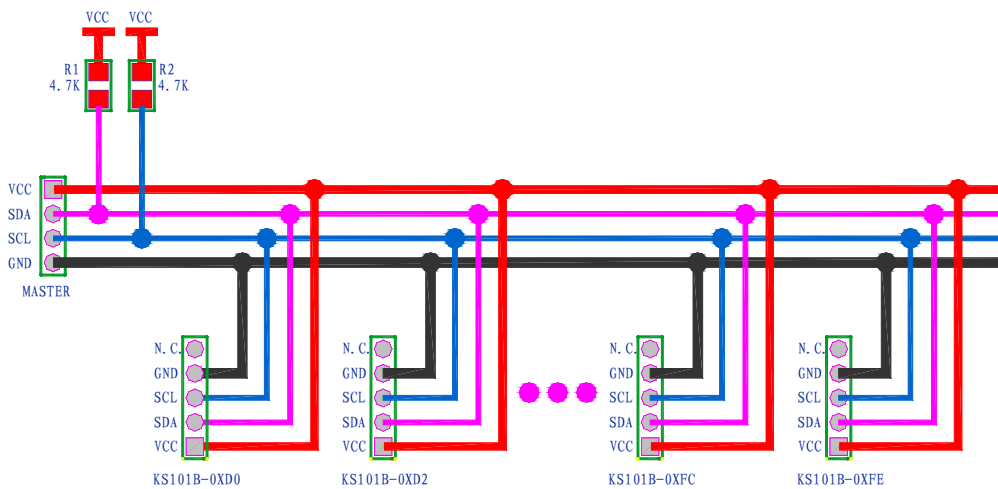 VCC VCC
R1 R2
4.7K 4.7K
VCC
SDA
SCL
GND
MASTER
N.C. N.C. N.C. N.C.
GND GND GND GND
SCL SCL SCL SCL
SDA SDA SDA SDA
VCC VCC VCC VCC
KS101B-0XD0 KS101B-0XD2 KS101B-0XFC KS101B-0XFE